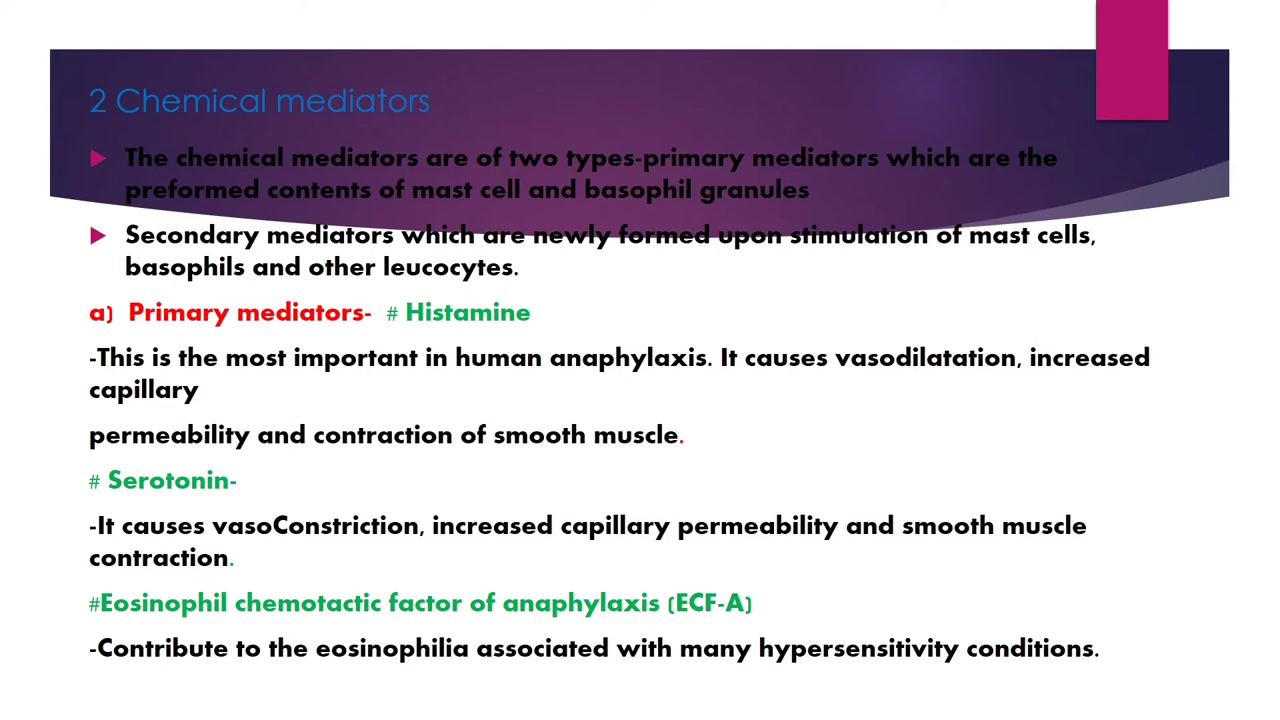 2 Chemical mediators
The chemical mediators are of two types-primary mediators which are the
preformed contents of mast cell and basophil granules
Secondary mediators which are newly formed upon stimulation of mast cells,
basophils and other leucocytes.
a) Primary mediators- # Histamine
-This is the most important in human anaphylaxis. It causes vasodilatation, increased
capillary
permeability and contraction of smooth muscle.
# Serotonin-
-It causes vasoConstriction, increased capillary permeability and smooth muscle
contraction.
#Eosinophil chemotactic factor of anaphylaxis (ECF-A)
-Contribute to the eosinophilia associated with many hypersensitivity conditions.